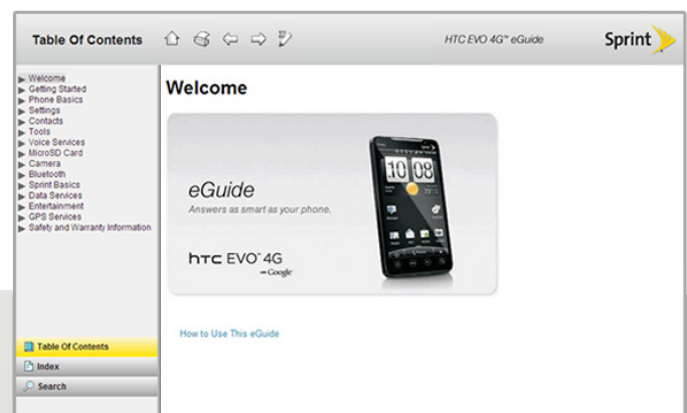 Table Of Contents
HTC EVO 4G™ eGuide
Sprint
Welcome
Getting Started
Phone Basics
Settings
Contacts
Tools
Voice Services
MicroSD Card
Camera
Bluetooth
Sprint Basics
Data Services
Entertainment
GPS Services
Safety and Warranty Information
Welcome
eGuide
Answers as smart as your phone.
hTC EVO™ 4G
Google
10 08
How to Use This eGuide
Table Of Contents
Index
Search